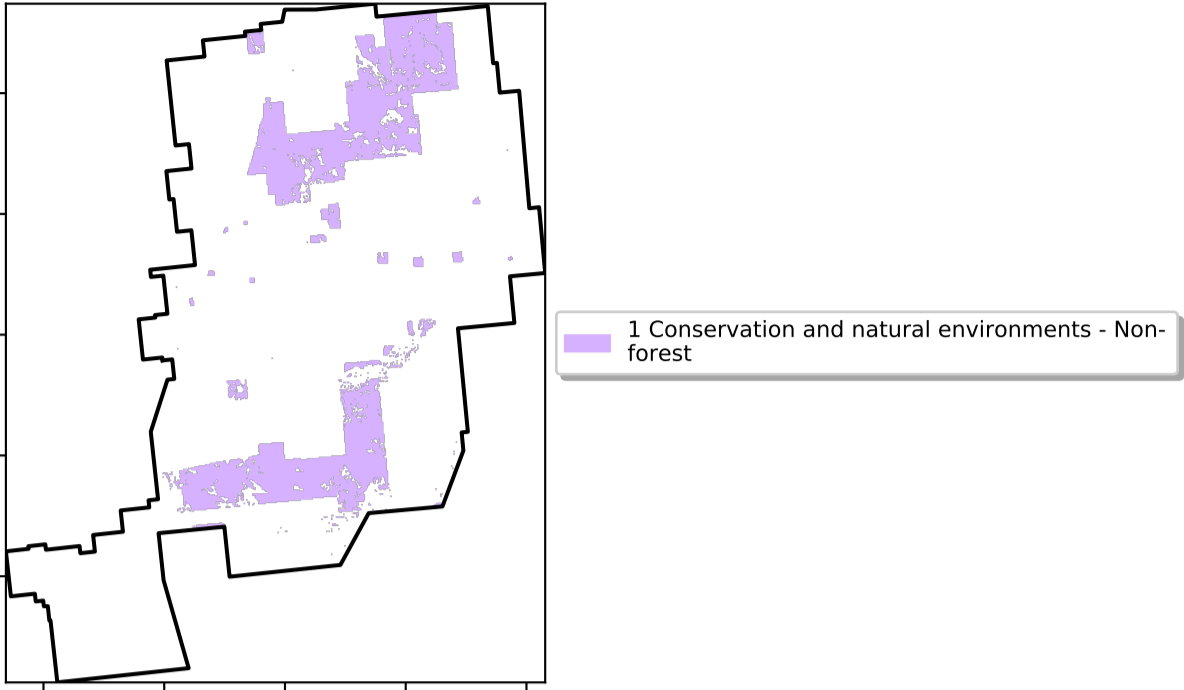 1 Conservation and natural environments - Non-
forest